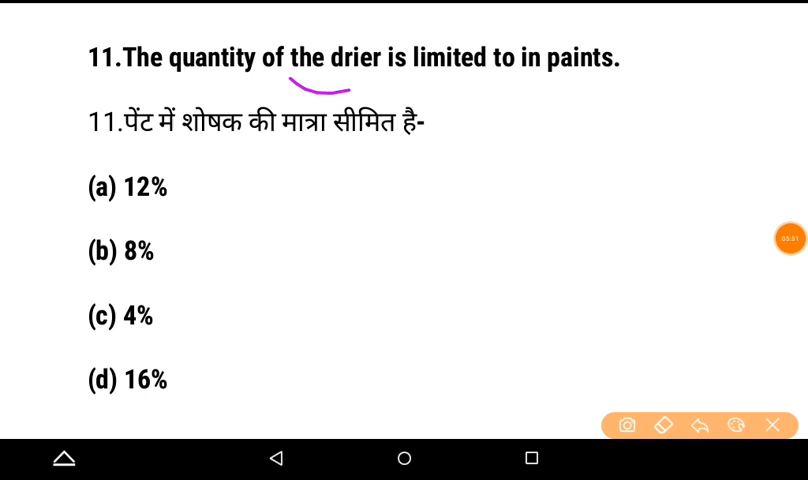 11.The quantity of the drier is limited to in paints.
11.पेंट में शोषक की मात्रा सीमित है-
(a) 12%
(b) 8%
(c) 4%
(d) 16%